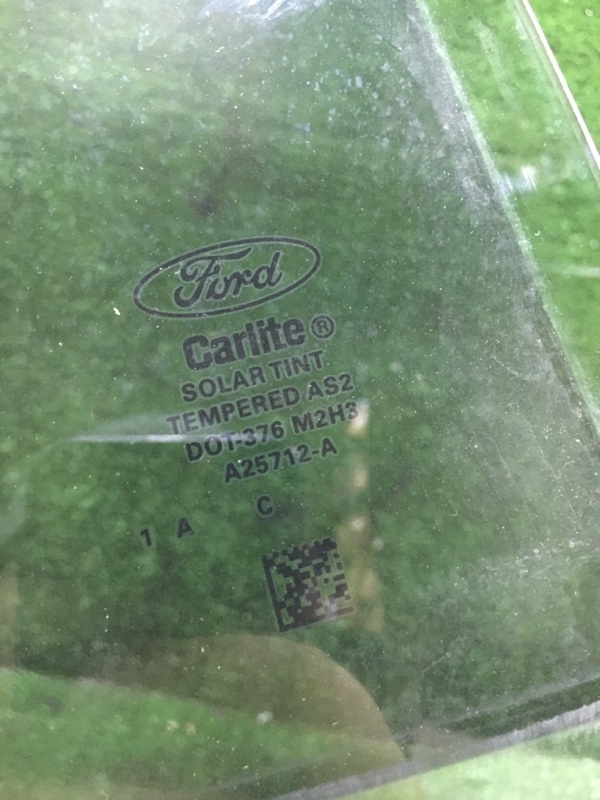 Ford
Carlite®
SOLAR TINT
TEMPERED AS2
DOT-376 M2H3
A25712-A
C
1 A